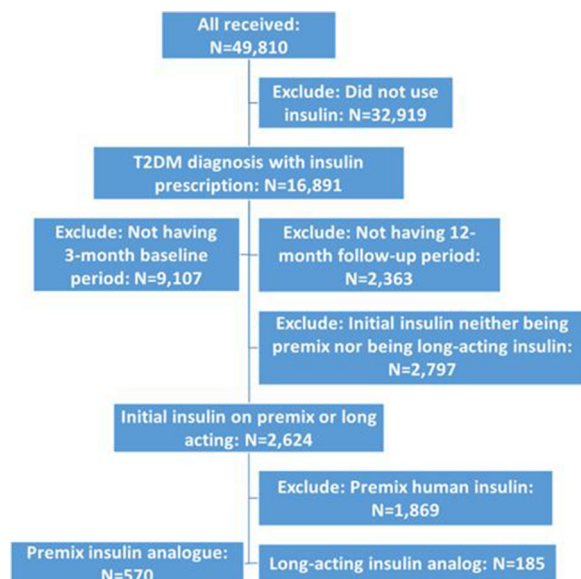 All received:
N=49,810
Exclude: Did not use
insulin: N=32,919
T2DM diagnosis with insulin
prescription: N=16,891
Exclude: Not having
3-month baseline
period: N=9,107
Exclude: Not having 12-
month follow-up period:
N=2,363
Exclude: Initial insulin neither being
premix nor being long-acting insulin:
N=2,797
Initial insulin on premix or long
acting: N=2,624
Exclude: Premix human insulin:
N=1,869
Premix insulin analogue:
N=570
Long-acting insulin analog: N=185